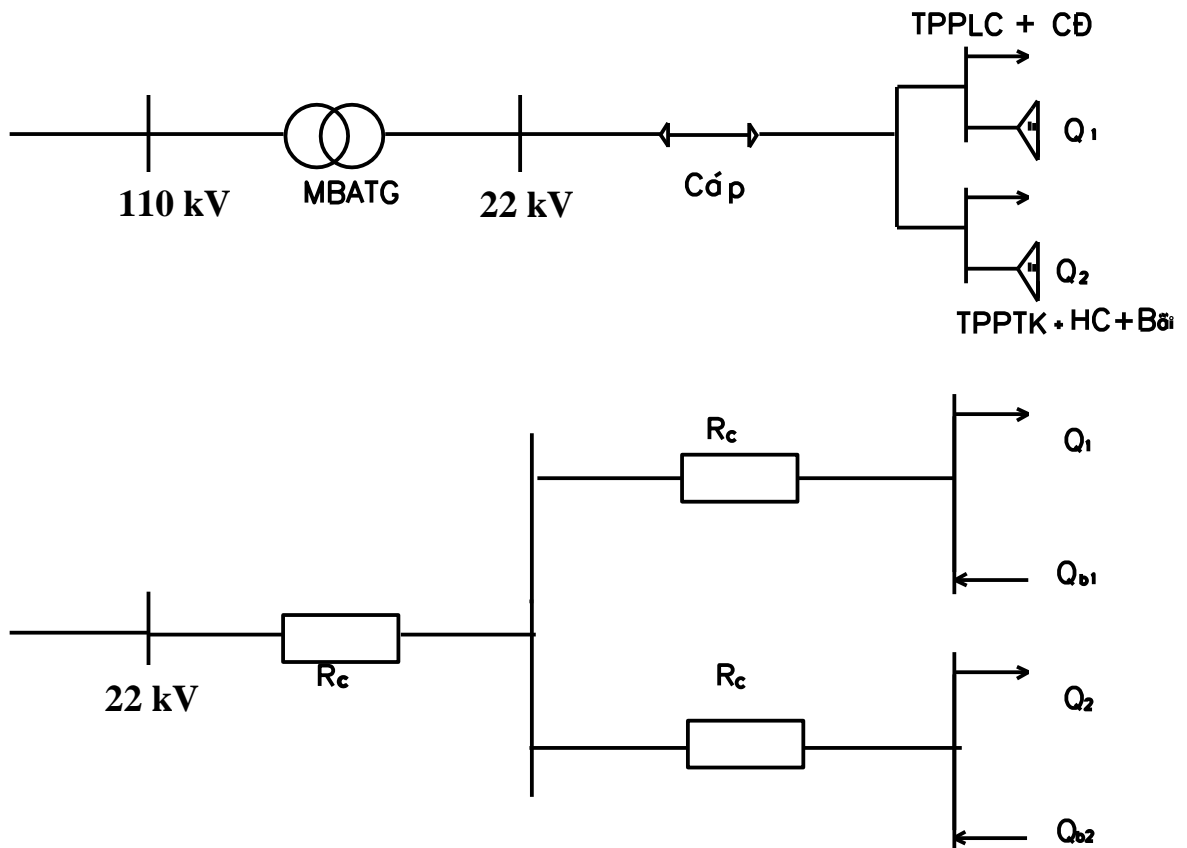 TPPLC + CĐ
Q1
110 kV
MBATG
22 kV
Cáp
Q2
TPPTK + HC + Bãi
Rc
Q1
Qb1
22 kV
Rc
Rc
Q2
Qb2